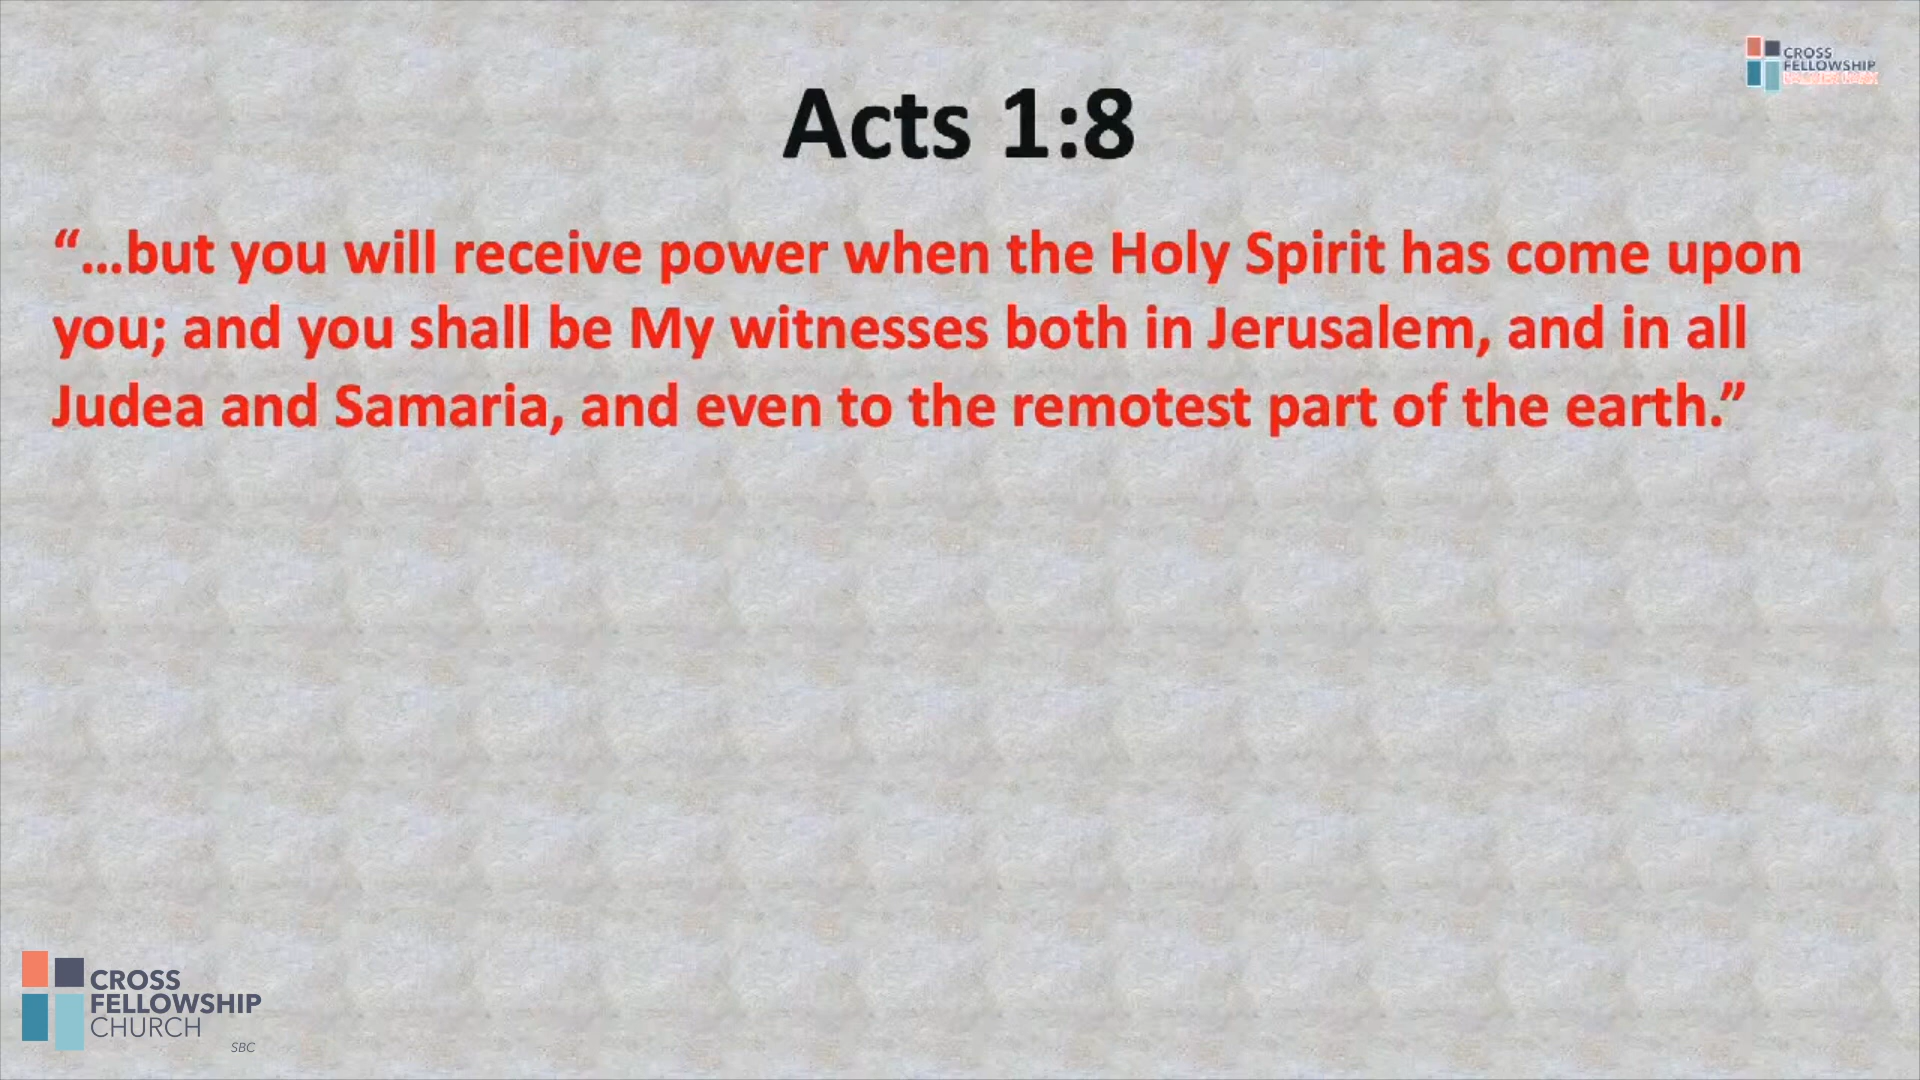 CROSS
FELLOWSHIP
Acts 1:8
“...but you will receive power when the Holy Spirit has come upon
you; and you shall be My witnesses both in Jerusalem, and in all
Judea and Samaria, and even to the remotest part of the earth.”
CROSS
FELLOWSHIP
CHURCH
SBC